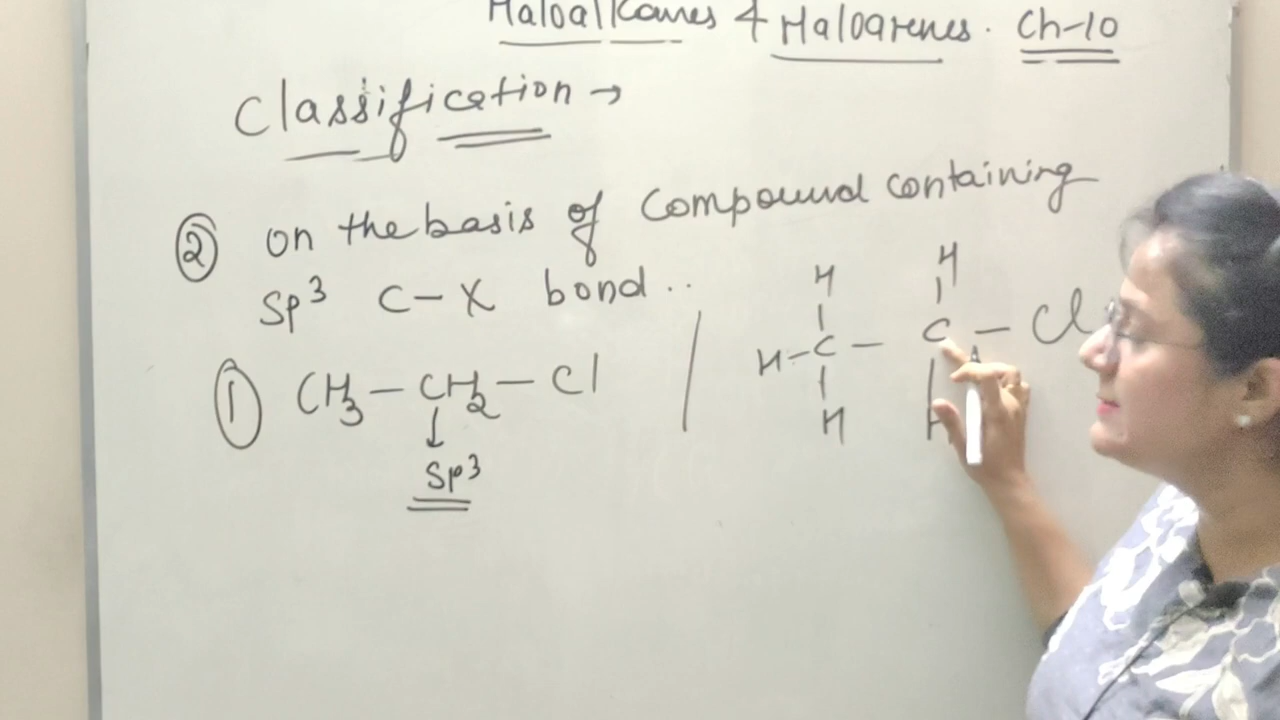 Haloalkanes & Haloarenes. Ch-10
Classification →
② on the basis of Compound containing
Sp³ C-X bond..
① CH₃-CH₂-Cl
↓
Sp³
H H
H-C-C-Cl
H H